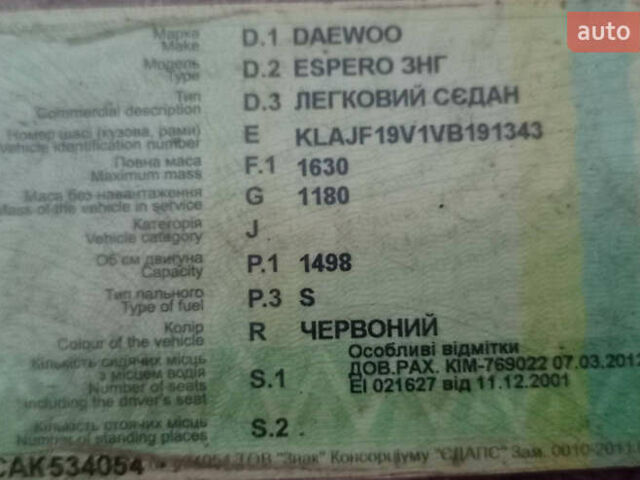 auto
Марка D.1 DAEWOO
Make
Модель D.2 ESPERO ЗНГ
Type
Тип D.3 ЛЕГКОВИЙ СЄДАН
Commercial description
Номер шасі (кузова, рами) E KLAJF19V1VB191343
Vehicle identification number
Повна маса F.1 1630
Maximum mass
Маса без навантаження G 1180
Mass of the vehicle in service
Категорія J
Vehicle category
Об'єм двигуна P.1 1498
Capacity
Тип пального P.3 S
Type of fuel
Колір R ЧЕРВОНИЙ
Colour of the vehicle
Особливі відмітки
Кількість сидячих місць ДОВ.РАХ. КІМ-769022 07.03.2012
з місцем водія S.1 ЕІ 021627 від 11.12.2001
Number of seats
including the driver's seat
Кількість стоячих місць S.2
Number of standing places
САК534054 ТОВ "Знак" Консорціуму "ЄДАПС" Зам.